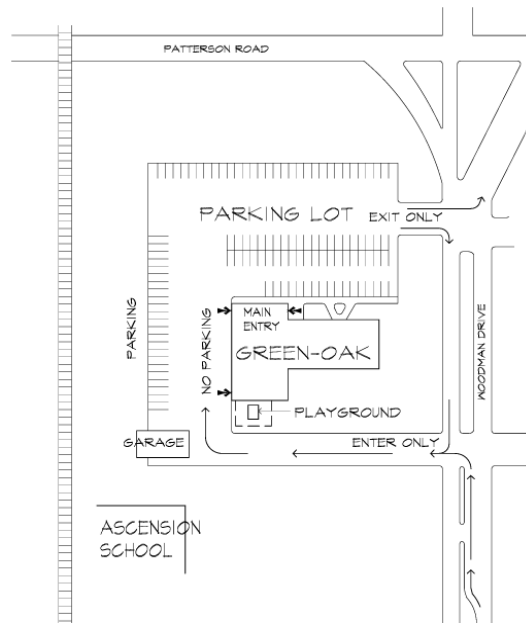 PATTERSON ROAD
PARKING LOT
EXIT ONLY
PARKING
NO PARKING
MAIN
ENTRY
GREEN-OAK
WOODMAN DRIVE
PLAYGROUND
GARAGE
ENTER ONLY
ASCENSION
SCHOOL